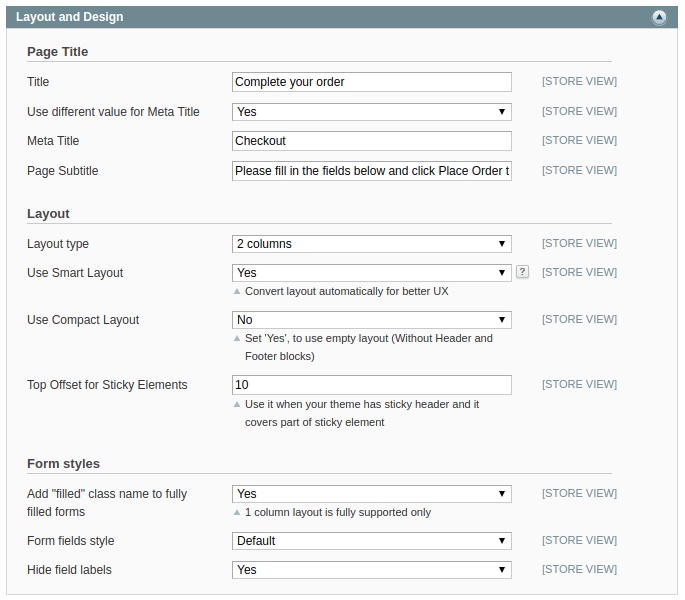 Layout and Design
Page Title
Title Complete your order [STORE VIEW]
Use different value for Meta Title Yes [STORE VIEW]
Meta Title Checkout [STORE VIEW]
Page Subtitle Please fill in the fields below and click Place Order t [STORE VIEW]
Layout
Layout type 2 columns [STORE VIEW]
Use Smart Layout Yes ? [STORE VIEW]
Convert layout automatically for better UX
Use Compact Layout No [STORE VIEW]
Set 'Yes', to use empty layout (Without Header and
Footer blocks)
Top Offset for Sticky Elements 10 [STORE VIEW]
Use it when your theme has sticky header and it
covers part of sticky element
Form styles
Add "filled" class name to fully Yes [STORE VIEW]
filled forms 1 column layout is fully supported only
Form fields style Default [STORE VIEW]
Hide field labels Yes [STORE VIEW]